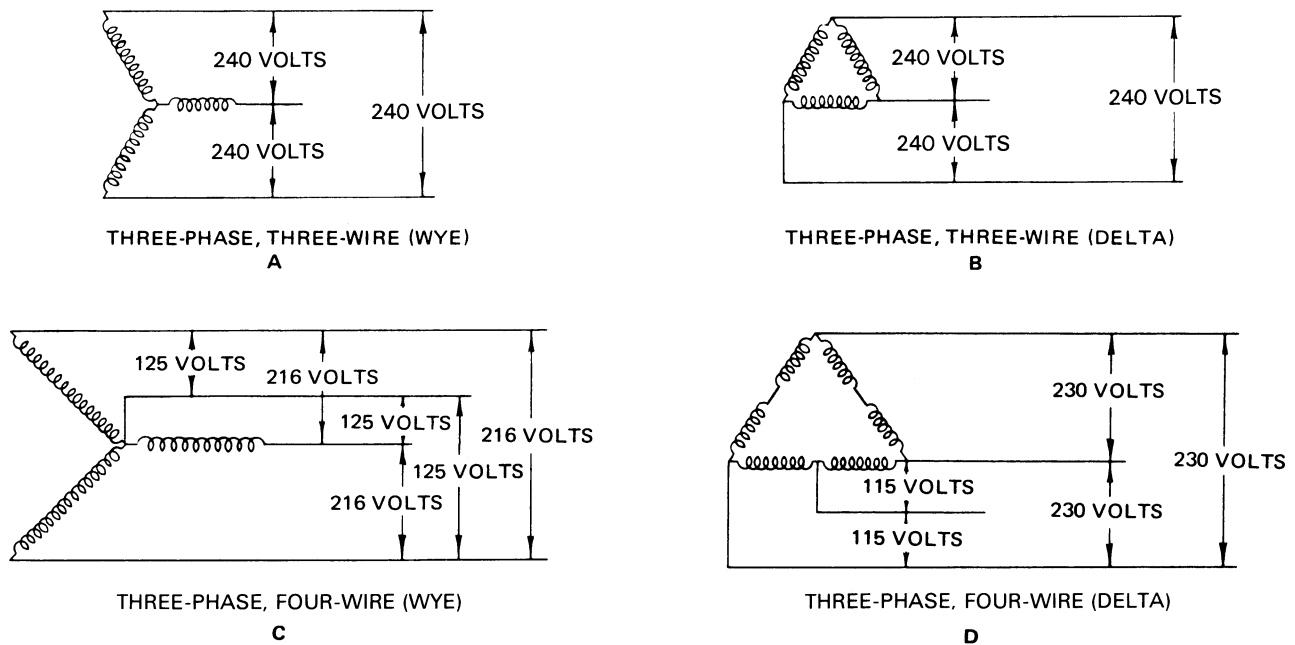 240 VOLTS
240 VOLTS
240 VOLTS
THREE-PHASE, THREE-WIRE (WYE)
A
240 VOLTS
240 VOLTS
240 VOLTS
THREE-PHASE, THREE-WIRE (DELTA)
B
125 VOLTS
216 VOLTS
125 VOLTS
216 VOLTS
125 VOLTS
216 VOLTS
THREE-PHASE, FOUR-WIRE (WYE)
C
230 VOLTS
230 VOLTS
115 VOLTS
230 VOLTS
115 VOLTS
THREE-PHASE, FOUR-WIRE (DELTA)
D